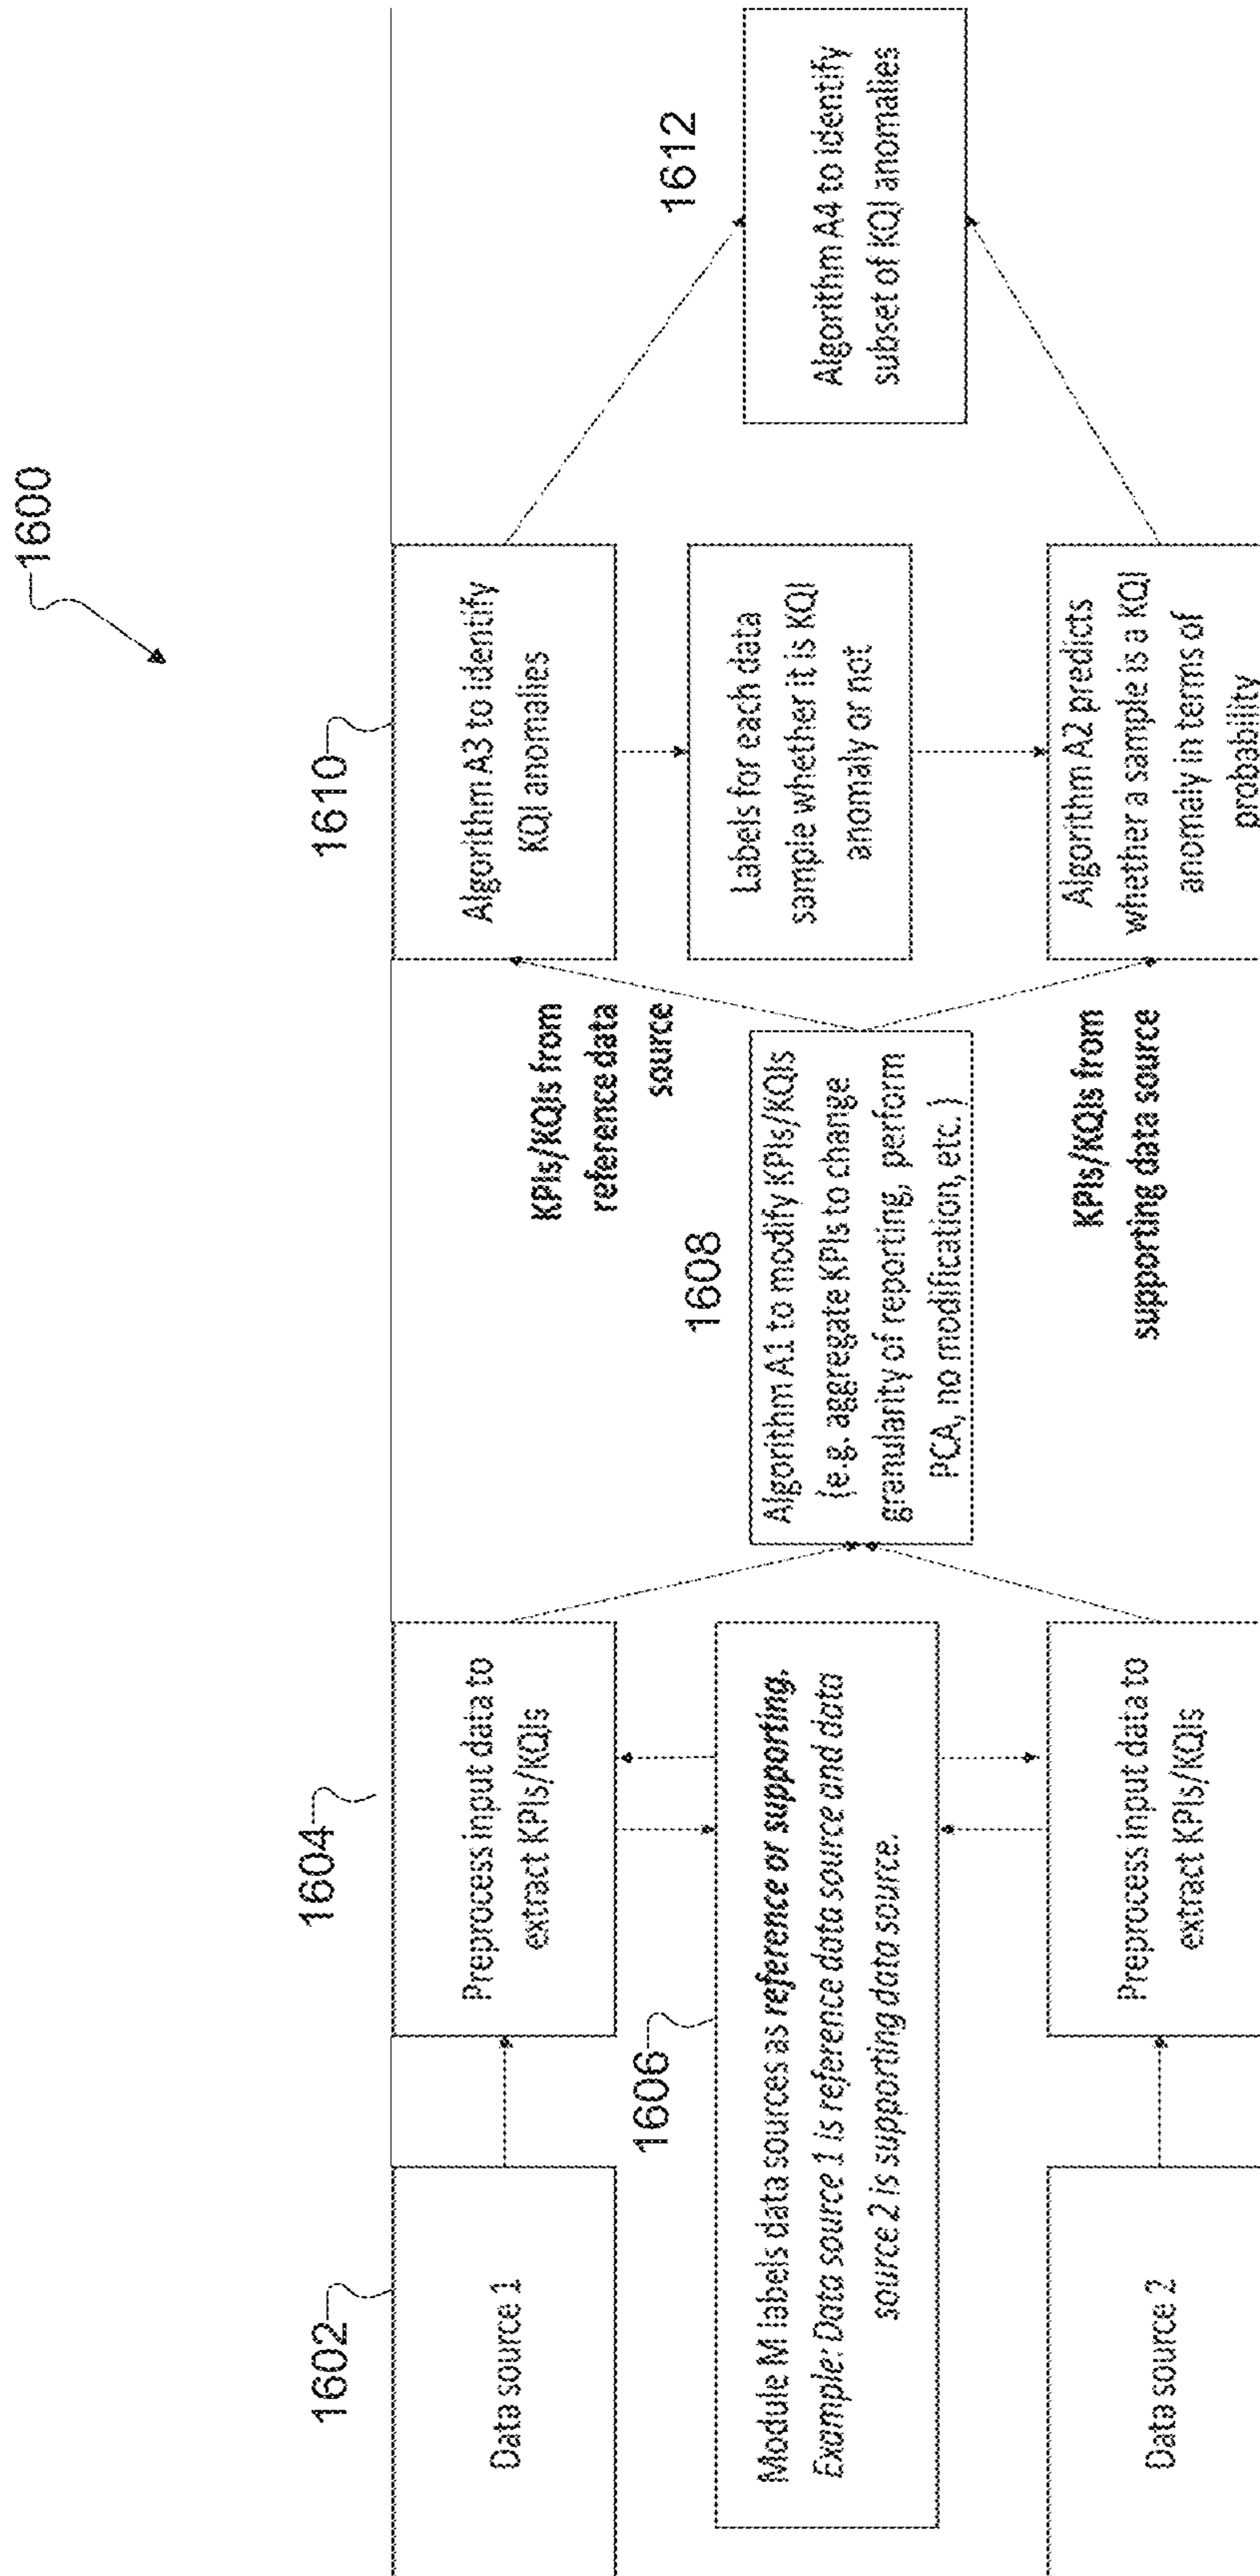 1600
1602
Data source 1
1604
Preprocess input data to
extract KPIs/KQIs
1606
Module M labels data sources as reference or supporting.
Example: Data source 1 is reference data source and data
source 2 is supporting data source.
Data source 2
Preprocess input data to
extract KPIs/KQIs
1608
Algorithm A1 to modify KPIs/KQIs
(e.g. aggregate KPIs to change
granularity of reporting, perform
PCA, no modification, etc. )
KPIs/KQIs from
reference data
source
KPIs/KQIs from
supporting data source
1610
Algorithm A3 to identify
KQI anomalies
Labels for each data
sample whether it is KQI
anomaly or not
Algorithm A2 predicts
whether a sample is a KQI
anomaly in terms of
probability
1612
Algorithm A4 to identify
subset of KQI anomalies